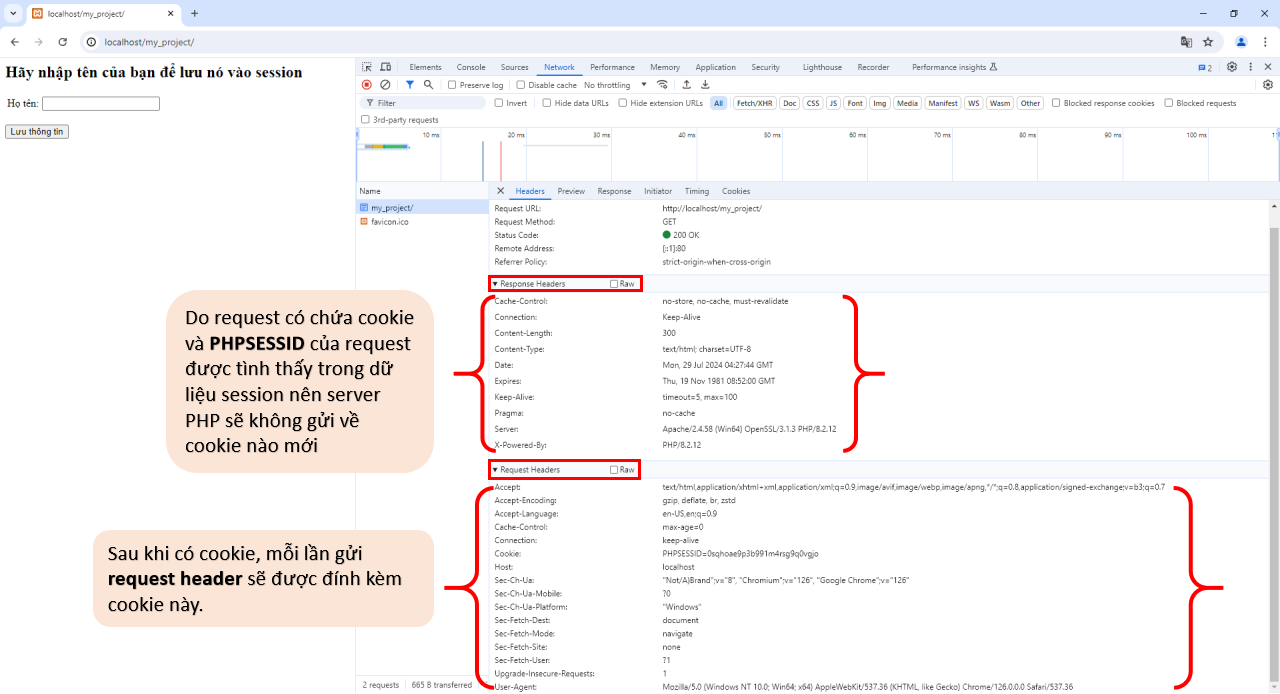 localhost/my_project/
localhost/my_project/
Hãy nhập tên của bạn để lưu nó vào session
Họ tên:
Lưu thông tin
Elements Console Sources Network Performance Memory Application Security Lighthouse Recorder Performance insights 2
Preserve log Disable cache No throttling
Filter Invert Hide data URLs Hide extension URLs All Fetch/XHR Doc CSS JS Font Img Media Manifest WS Wasm Other Blocked response cookies Blocked requests
3rd-party requests
10 ms 20 ms 30 ms 40 ms 50 ms 60 ms 70 ms 80 ms 90 ms 100 ms
Name
my_project/
favicon.ico
Headers Preview Response Initiator Timing Cookies
Request URL: http://localhost/my_project/
Request Method: GET
Status Code: 200 OK
Remote Address: [::1]:80
Referrer Policy: strict-origin-when-cross-origin
Response Headers Raw
Cache-Control: no-store, no-cache, must-revalidate
Connection: Keep-Alive
Content-Length: 300
Content-Type: text/html; charset=UTF-8
Date: Mon, 29 Jul 2024 04:27:44 GMT
Expires: Thu, 19 Nov 1981 08:52:00 GMT
Keep-Alive: timeout=5, max=100
Pragma: no-cache
Server: Apache/2.4.58 (Win64) OpenSSL/3.1.3 PHP/8.2.12
X-Powered-By: PHP/8.2.12
Request Headers Raw
Accept: text/html,application/xhtml+xml,application/xml;q=0.9,image/avif,image/webp,image/apng,*/*;q=0.8,application/signed-exchange;v=b3;q=0.7
Accept-Encoding: gzip, deflate, br, zstd
Accept-Language: en-US,en;q=0.9
Cache-Control: max-age=0
Connection: keep-alive
Cookie: PHPSESSID=0sqhoae9p3b991m4rsg9q0vgjo
Host: localhost
Sec-Ch-Ua: "Not/A)Brand";v="8", "Chromium";v="126", "Google Chrome";v="126"
Sec-Ch-Ua-Mobile: ?0
Sec-Ch-Ua-Platform: "Windows"
Sec-Fetch-Dest: document
Sec-Fetch-Mode: navigate
Sec-Fetch-Site: none
Sec-Fetch-User: ?1
Upgrade-Insecure-Requests: 1
User-Agent: Mozilla/5.0 (Windows NT 10.0; Win64; x64) AppleWebKit/537.36 (KHTML, like Gecko) Chrome/126.0.0.0 Safari/537.36
2 requests 665 B transferred
Do request có chứa cookie
và PHPSESSID của request
được tình thấy trong dữ
liệu session nên server
PHP sẽ không gửi về
cookie nào mới
Sau khi có cookie, mỗi lần gửi
request header sẽ được đính kèm
cookie này.